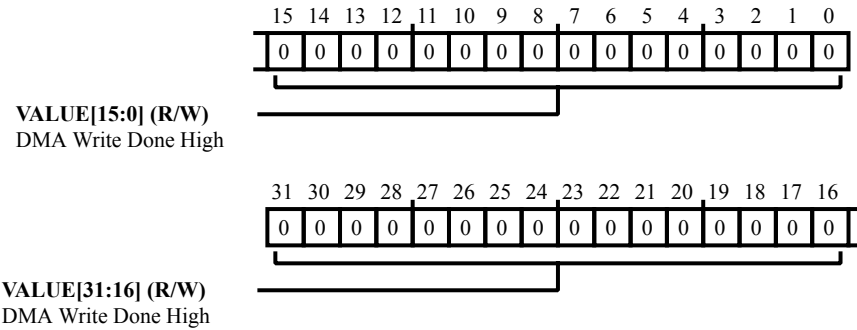 15 14 13 12 11 10 9 8 7 6 5 4 3 2 1 0
0 0 0 0 0 0 0 0 0 0 0 0 0 0 0 0
VALUE[15:0] (R/W)
DMA Write Done High
31 30 29 28 27 26 25 24 23 22 21 20 19 18 17 16
0 0 0 0 0 0 0 0 0 0 0 0 0 0 0 0
VALUE[31:16] (R/W)
DMA Write Done High